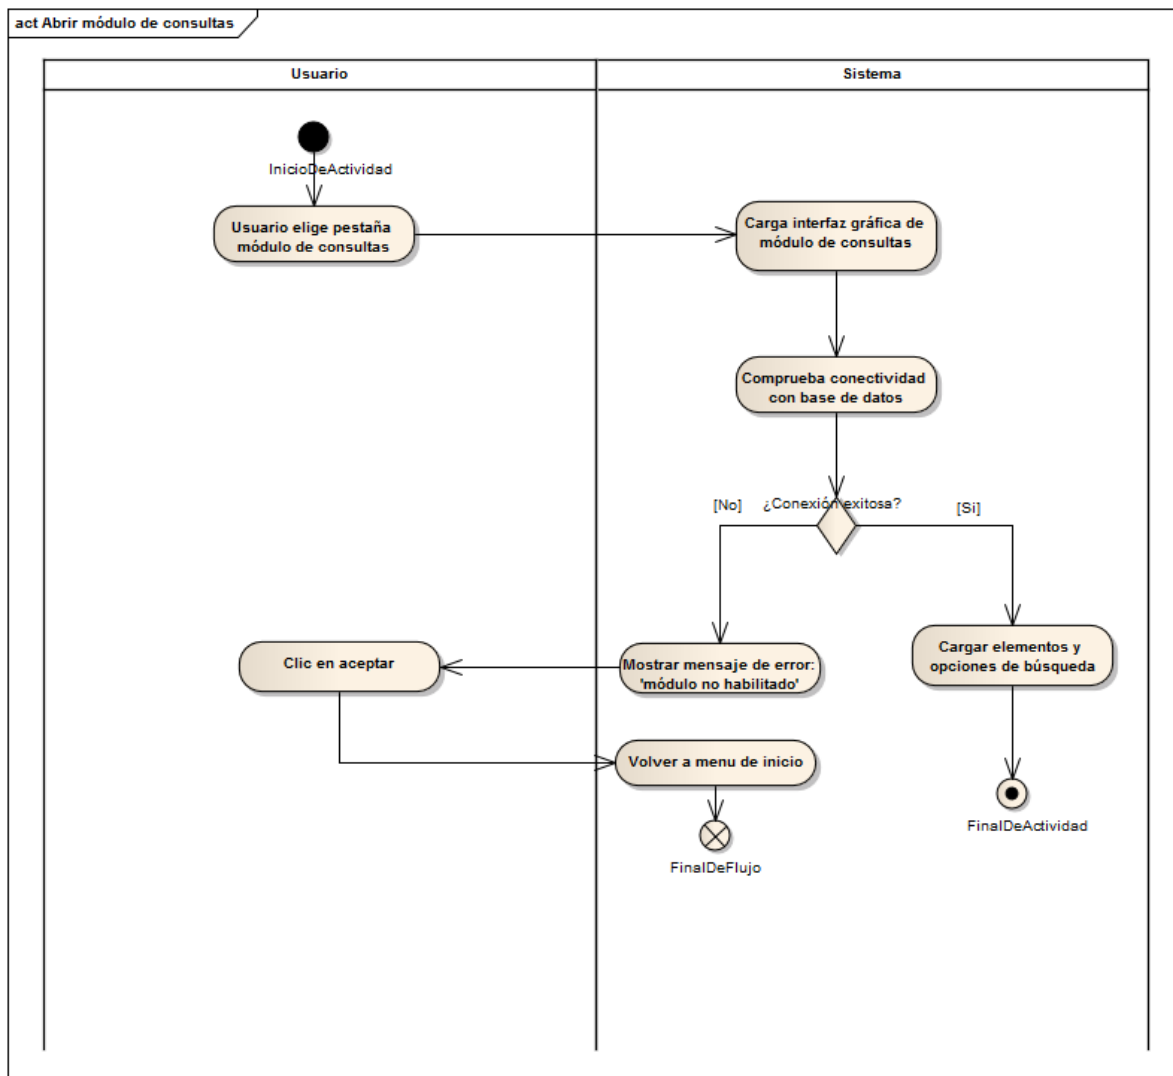 act Abrir módulo de consultas
Usuario
Sistema
InicioDeActividad
Usuario elige pestaña
módulo de consultas
Carga interfaz gráfica de
módulo de consultas
Comprueba conectividad
con base de datos
[No]
¿Conexión exitosa?
[Si]
Clic en aceptar
Mostrar mensaje de error:
'módulo no habilitado'
Cargar elementos y
opciones de búsqueda
Volver a menu de inicio
FinalDeFlujo
FinalDeActividad